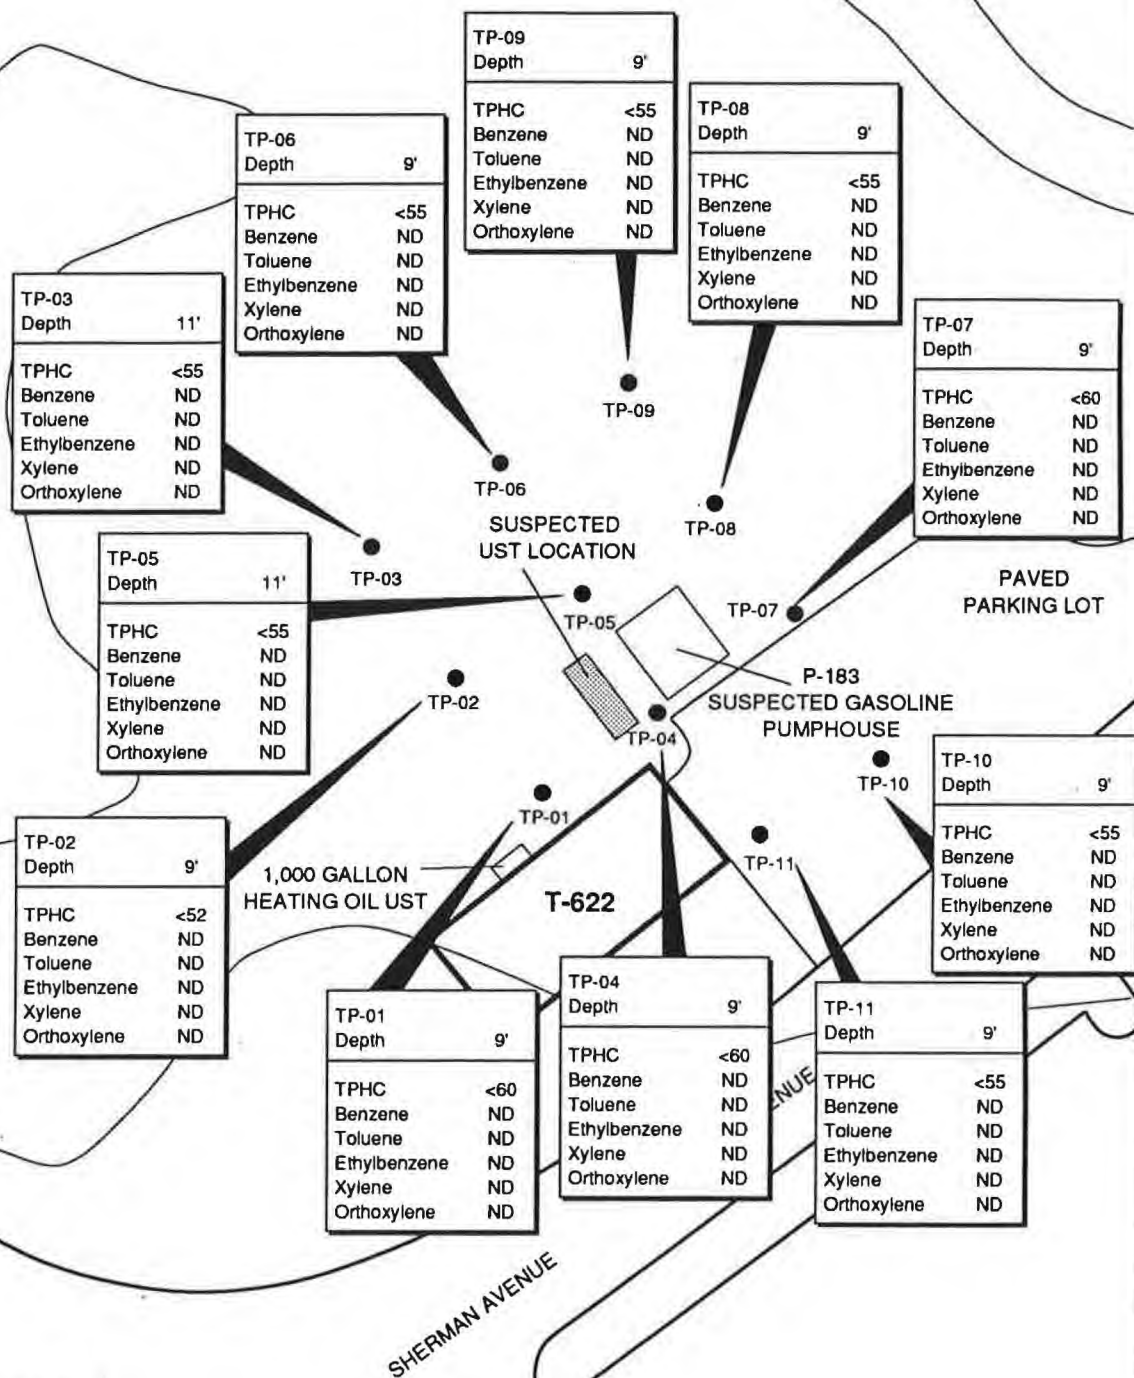 TP-09
Depth 9'
TPHC <55
Benzene ND
Toluene ND
Ethylbenzene ND
Xylene ND
Orthoxylene ND
TP-08
Depth 9'
TPHC <55
Benzene ND
Toluene ND
Ethylbenzene ND
Xylene ND
Orthoxylene ND
TP-06
Depth 9'
TPHC <55
Benzene ND
Toluene ND
Ethylbenzene ND
Xylene ND
Orthoxylene ND
TP-03
Depth 11'
TPHC <55
Benzene ND
Toluene ND
Ethylbenzene ND
Xylene ND
Orthoxylene ND
TP-07
Depth 9'
TPHC <60
Benzene ND
Toluene ND
Ethylbenzene ND
Xylene ND
Orthoxylene ND
TP-09
TP-06
TP-08
SUSPECTED
UST LOCATION
TP-03
TP-05
Depth 11'
TPHC <55
Benzene ND
Toluene ND
Ethylbenzene ND
Xylene ND
Orthoxylene ND
TP-05
TP-07
PAVED
PARKING LOT
TP-02
P-183
SUSPECTED GASOLINE
PUMPHOUSE
TP-04
TP-10
TP-10
Depth 9'
TPHC <55
Benzene ND
Toluene ND
Ethylbenzene ND
Xylene ND
Orthoxylene ND
TP-01
TP-11
TP-02
Depth 9'
TPHC <52
Benzene ND
Toluene ND
Ethylbenzene ND
Xylene ND
Orthoxylene ND
1,000 GALLON
HEATING OIL UST
T-622
TP-01
Depth 9'
TPHC <60
Benzene ND
Toluene ND
Ethylbenzene ND
Xylene ND
Orthoxylene ND
TP-04
Depth 9'
TPHC <60
Benzene ND
Toluene ND
Ethylbenzene ND
Xylene ND
Orthoxylene ND
ENUE
TP-11
Depth 9'
TPHC <55
Benzene ND
Toluene ND
Ethylbenzene ND
Xylene ND
Orthoxylene ND
SHERMAN AVENUE